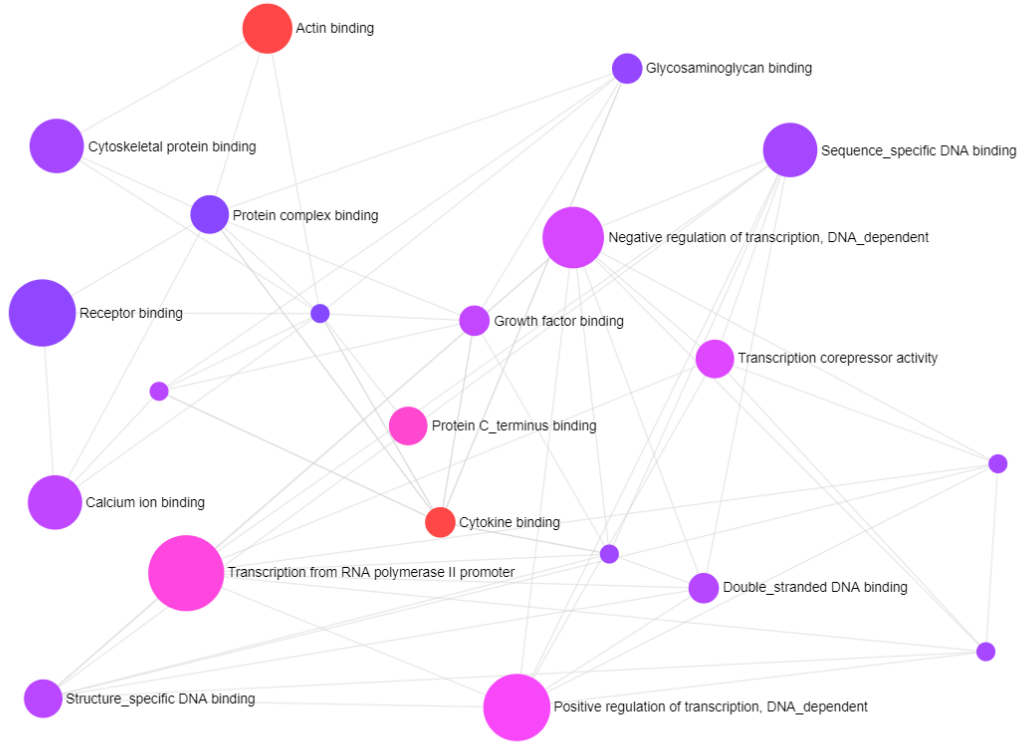 Actin binding
Glycosaminoglycan binding
Cytoskeletal protein binding
Sequence_specific DNA binding
Protein complex binding
Negative regulation of transcription, DNA_dependent
Receptor binding
Growth factor binding
Transcription corepressor activity
Protein C_terminus binding
Calcium ion binding
Cytokine binding
Transcription from RNA polymerase II promoter
Double_stranded DNA binding
Structure_specific DNA binding
Positive regulation of transcription, DNA_dependent